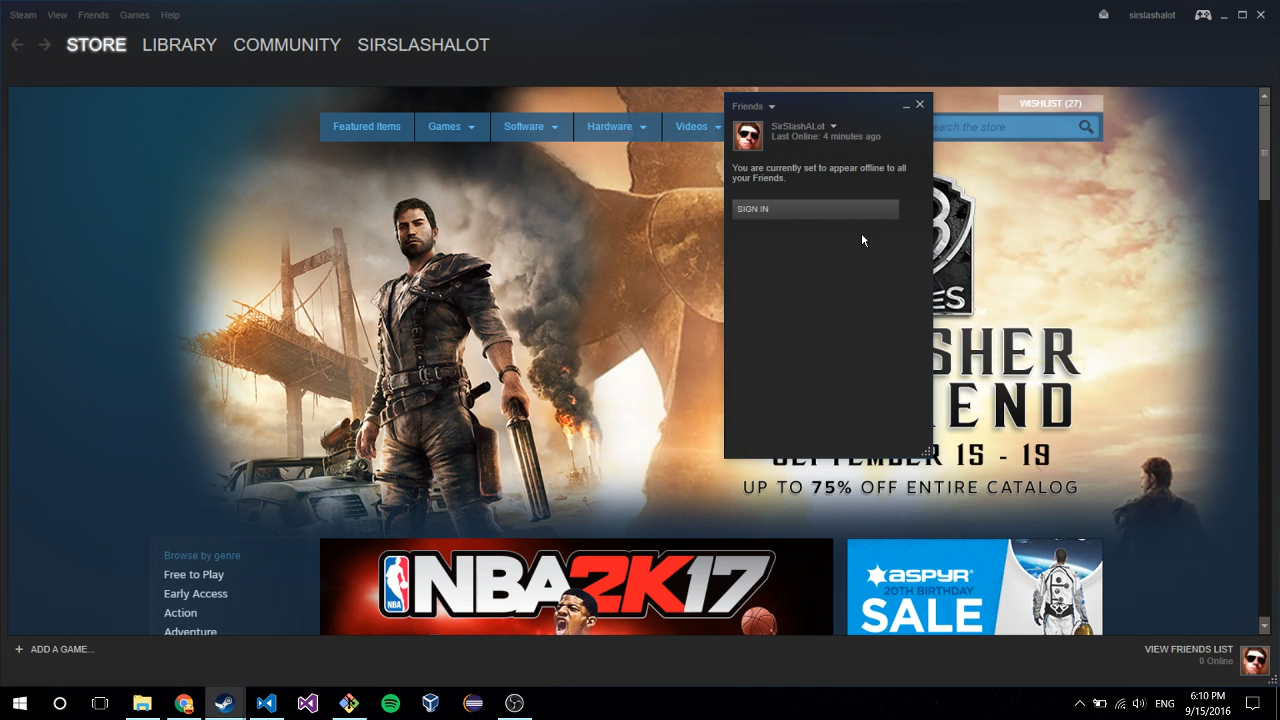 Steam View Friends Games Help
sirslashalot
STORE LIBRARY COMMUNITY SIRSLASHALOT
WISHLIST (27)
Featured Items Games Software Hardware Videos
search the store
Friends
SirSlashALot
Last Online: 4 minutes ago
You are currently set to appear offline to all
your Friends.
SIGN IN
ES
SHER
END
SEPTEMBER 15 - 19
UP TO 75% OFF ENTIRE CATALOG
Browse by genre
Free to Play
Early Access
Action
Adventure
NBA
NBA2K17
ASPYR
20TH BIRTHDAY
SALE
+ ADD A GAME...
VIEW FRIENDS LIST
0 Online
ENG
6:10 PM
9/15/2016